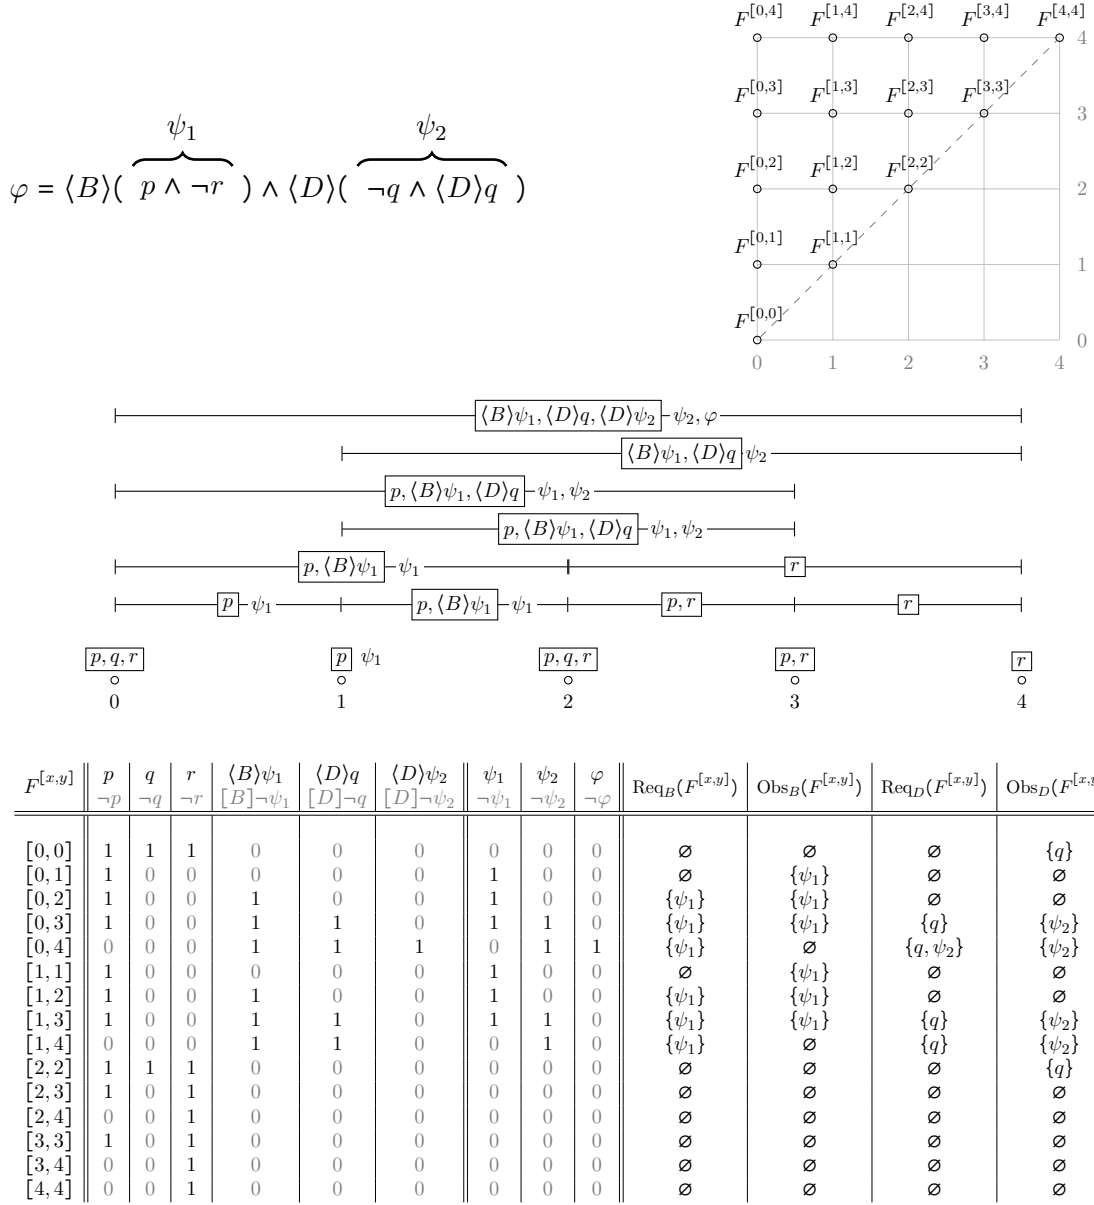 F^[0,4] F^[1,4] F^[2,4] F^[3,4] F^[4,4]
4
F^[0,3] F^[1,3] F^[2,3] F^[3,3]
3
ψ₁ ψ₂
φ = ⟨B⟩( p ∧ ¬r ) ∧ ⟨D⟩( ¬q ∧ ⟨D⟩q )
F^[0,2] F^[1,2] F^[2,2]
2
F^[0,1] F^[1,1]
1
F^[0,0]
0
0 1 2 3 4
⟨B⟩ψ₁, ⟨D⟩q, ⟨D⟩ψ₂ ψ₂, φ
⟨B⟩ψ₁, ⟨D⟩q ψ₂
p, ⟨B⟩ψ₁, ⟨D⟩q ψ₁, ψ₂
p, ⟨B⟩ψ₁, ⟨D⟩q ψ₁, ψ₂
p, ⟨B⟩ψ₁ ψ₁ r
p ψ₁ p, ⟨B⟩ψ₁ ψ₁ p, r r
p, q, r p ψ₁ p, q, r p, r r
0 1 2 3 4
F^[x,y] p q r ⟨B⟩ψ₁ ⟨D⟩q ⟨D⟩ψ₂ ψ₁ ψ₂ φ Req_B(F^[x,y]) Obs_B(F^[x,y]) Req_D(F^[x,y]) Obs_D(F^[x,y
¬p ¬q ¬r [B]¬ψ₁ [D]¬q [D]¬ψ₂ ¬ψ₁ ¬ψ₂ ¬φ
[0,0] 1 1 1 0 0 0 0 0 0 ∅ ∅ ∅ {q}
[0,1] 1 0 0 0 0 0 1 0 0 ∅ {ψ₁} ∅ ∅
[0,2] 1 0 0 1 0 0 1 0 0 {ψ₁} {ψ₁} ∅ ∅
[0,3] 1 0 0 1 1 0 1 1 0 {ψ₁} {ψ₁} {q} {ψ₂}
[0,4] 0 0 0 1 1 1 0 1 1 {ψ₁} ∅ {q, ψ₂} {ψ₂}
[1,1] 1 0 0 0 0 0 1 0 0 ∅ {ψ₁} ∅ ∅
[1,2] 1 0 0 1 0 0 1 0 0 {ψ₁} {ψ₁} ∅ ∅
[1,3] 1 0 0 1 1 0 1 1 0 {ψ₁} {ψ₁} {q} {ψ₂}
[1,4] 0 0 0 1 1 0 0 1 0 {ψ₁} ∅ {q} {ψ₂}
[2,2] 1 1 1 0 0 0 0 0 0 ∅ ∅ ∅ {q}
[2,3] 1 0 1 0 0 0 0 0 0 ∅ ∅ ∅ ∅
[2,4] 0 0 1 0 0 0 0 0 0 ∅ ∅ ∅ ∅
[3,3] 1 0 1 0 0 0 0 0 0 ∅ ∅ ∅ ∅
[3,4] 0 0 1 0 0 0 0 0 0 ∅ ∅ ∅ ∅
[4,4] 0 0 1 0 0 0 0 0 0 ∅ ∅ ∅ ∅